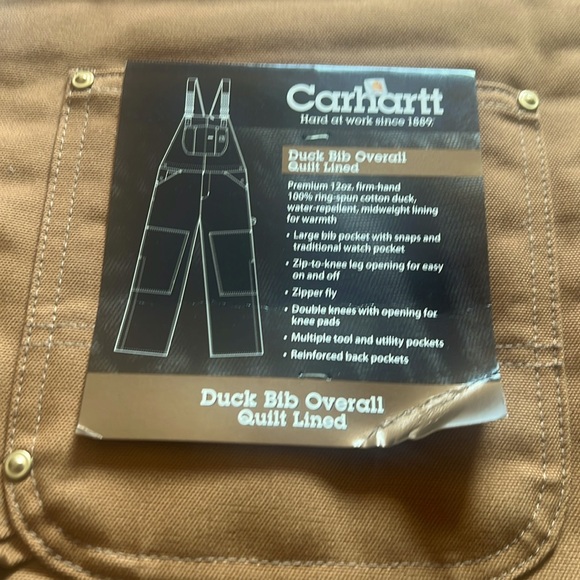 Carhartt
Hard at work since 1889.
Duck Bib Overall
Quilt Lined
Premium 12oz. firm-hand
100% ring-spun cotton duck,
water-repellent, midweight lining
for warmth
• Large bib pocket with snaps and
traditional watch pocket
• Zip-to-knee leg opening for easy
on and off
• Zipper fly
• Double knees with opening for
knee pads
• Multiple tool and utility pockets
• Reinforced back pockets
Duck Bib Overall
Quilt Lined